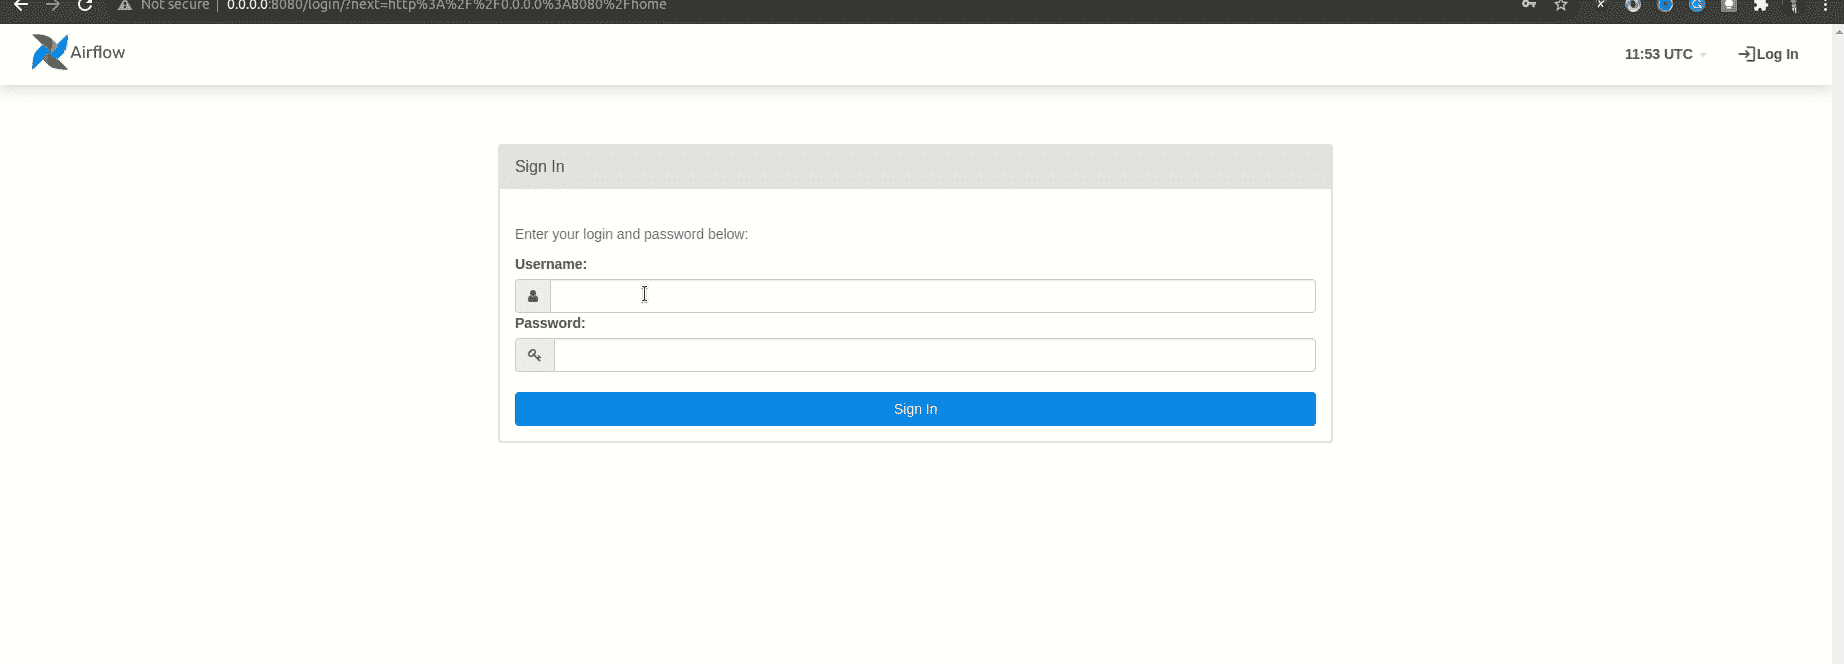 Not secure | 0.0.0.0:8080/login/?next=http%3A%2F%2F0.0.0.0%3A8080%2Fhome
Airflow
11:53 UTC
Log In
Sign In
Enter your login and password below:
Username:
Password:
Sign In